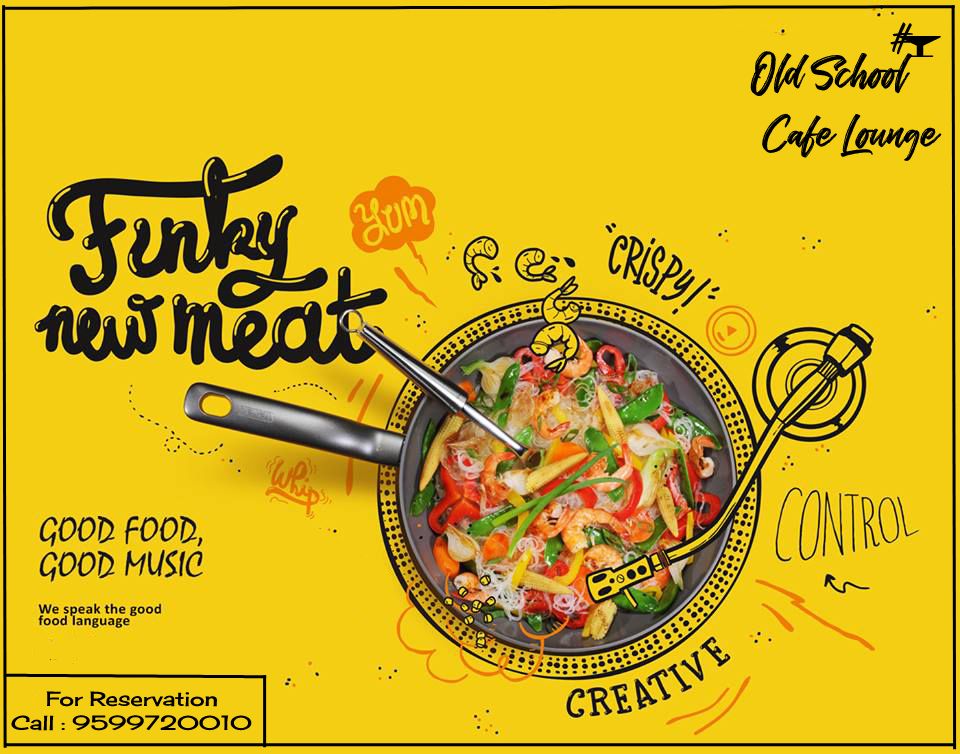 #
Old School
Cafe Lounge
Funky
new meat
YUM
"CRISPY!"
Whip
CONTROL
GOOD FOOD,
GOOD MUSIC
We speak the good
food language
CREATIVE
For Reservation
Call : 9599720010